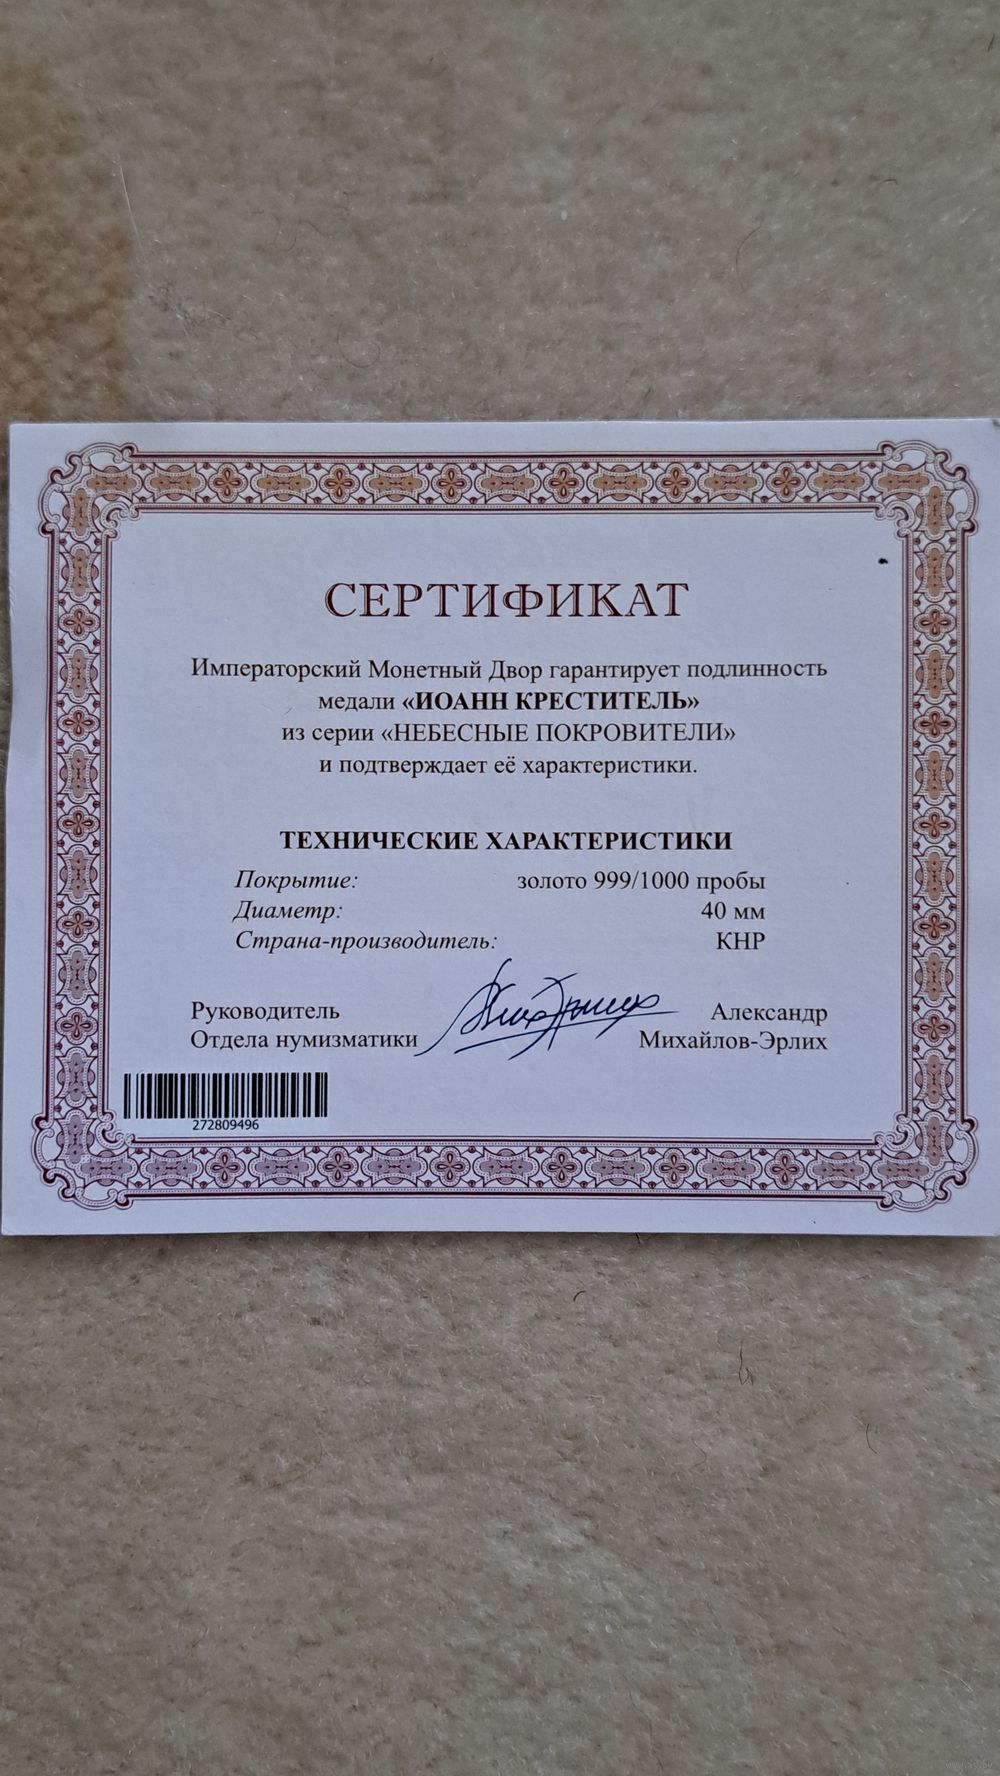 СЕРТИФИКАТ
Императорский Монетный Двор гарантирует подлинность
медали «ИОАНН КРЕСТИТЕЛЬ»
из серии «НЕБЕСНЫЕ ПОКРОВИТЕЛИ»
и подтверждает её характеристики.
ТЕХНИЧЕСКИЕ ХАРАКТЕРИСТИКИ
Покрытие: золото 999/1000 пробы
Диаметр: 40 мм
Страна-производитель: КНР
Руководитель Александр
Отдела нумизматики Михайлов-Эрлих
272809496